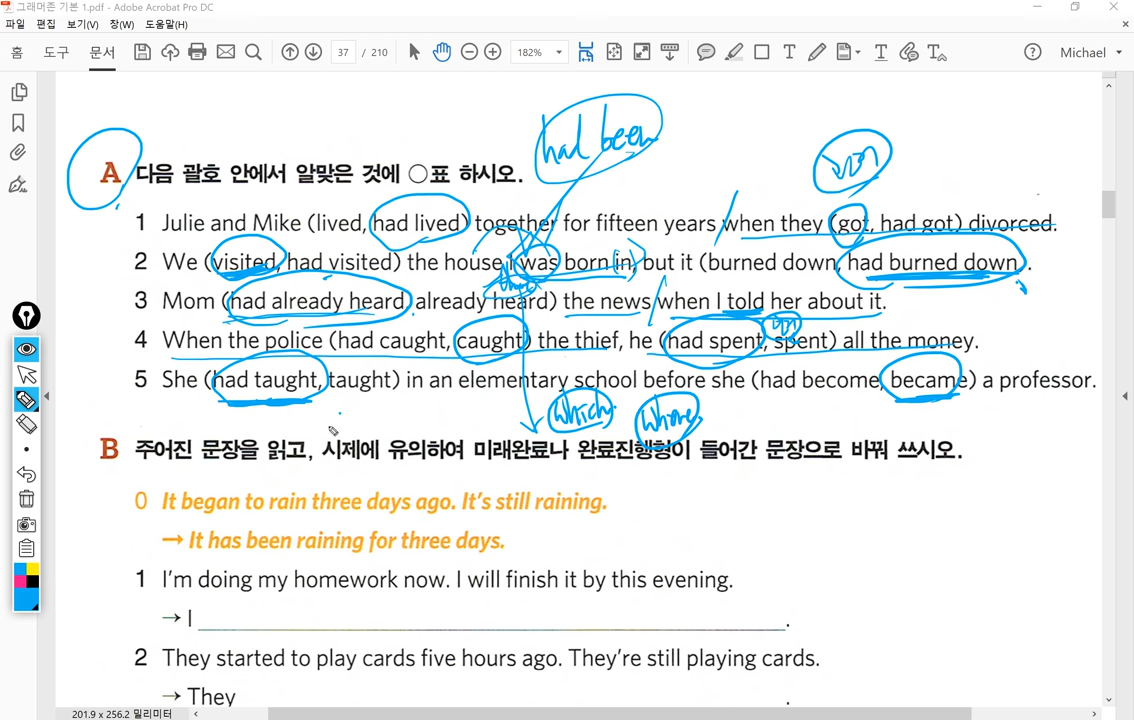 그래머존 기본 1.pdf - Adobe Acrobat Pro DC
파일 편집 보기(V) 창(W) 도움말(H)
홈 도구 문서 37 / 210 182% Michael
had been
A 다음 괄호 안에서 알맞은 것에 ○표 하시오.
1 Julie and Mike (lived, had lived) together for fifteen years when they (got, had got) divorced.
2 We (visited, had visited) the house I was born (in), but it (burned down, had burned down).
3 Mom (had already heard, already heard) the news when I told her about it.
4 When the police (had caught, caught) the thief, he (had spent, spent) all the money.
5 She (had taught, taught) in an elementary school before she (had become, became) a professor.
which where
B 주어진 문장을 읽고, 시제에 유의하여 미래완료나 완료진행형이 들어간 문장으로 바꿔 쓰시오.
0 It began to rain three days ago. It's still raining.
→ It has been raining for three days.
1 I'm doing my homework now. I will finish it by this evening.
→ I .
2 They started to play cards five hours ago. They're still playing cards.
→ They .
201.9 x 256.2 밀리미터